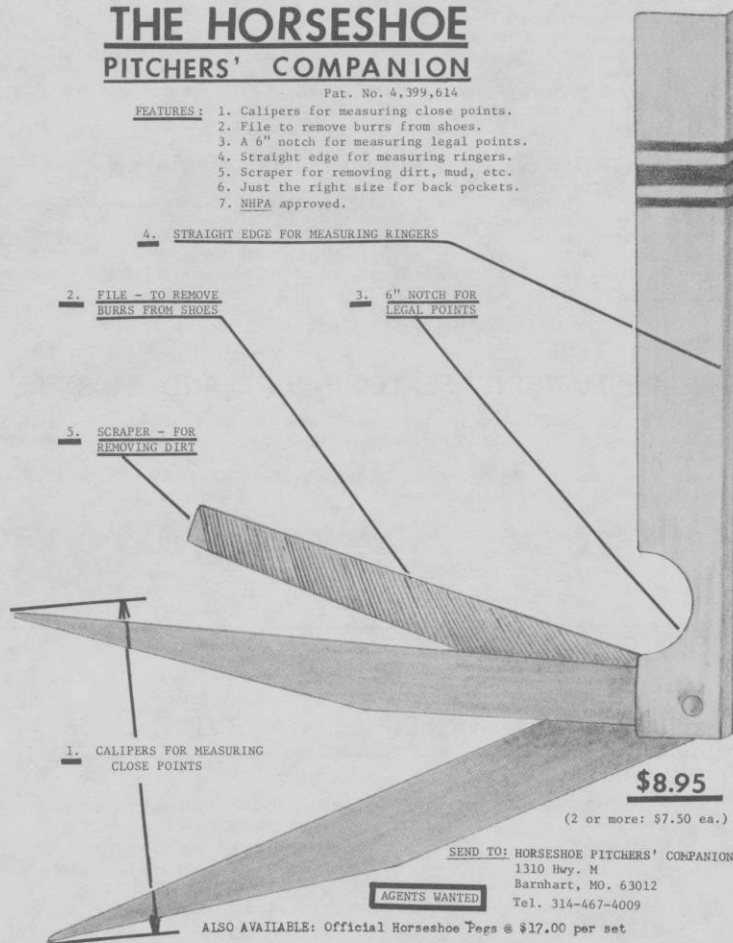 THE HORSESHOE
PITCHERS' COMPANION
Pat. No. 4,399,614
FEATURES: 1. Calipers for measuring close points.
2. File to remove burrs from shoes.
3. A 6" notch for measuring legal points.
4. Straight edge for measuring ringers.
5. Scraper for removing dirt, mud, etc.
6. Just the right size for back pockets.
7. NHPA approved.
4. STRAIGHT EDGE FOR MEASURING RINGERS
2. FILE - TO REMOVE
BURRS FROM SHOES
3. 6" NOTCH FOR
LEGAL POINTS
5. SCRAPER - FOR
REMOVING DIRT
1. CALIPERS FOR MEASURING
CLOSE POINTS
$8.95
(2 or more: $7.50 ea.)
SEND TO: HORSESHOE PITCHERS' COMPANION
1310 Hwy. M
Barnhart, MO. 63012
Tel. 314-467-4009
AGENTS WANTED
ALSO AVAILABLE: Official Horseshoe Pegs @ $17.00 per set